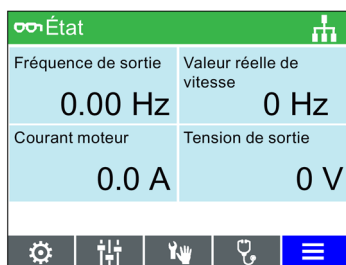 État
Fréquence de sortie
0.00 Hz
Valeur réelle de
vitesse
0 Hz
Courant moteur
0.0 A
Tension de sortie
0 V